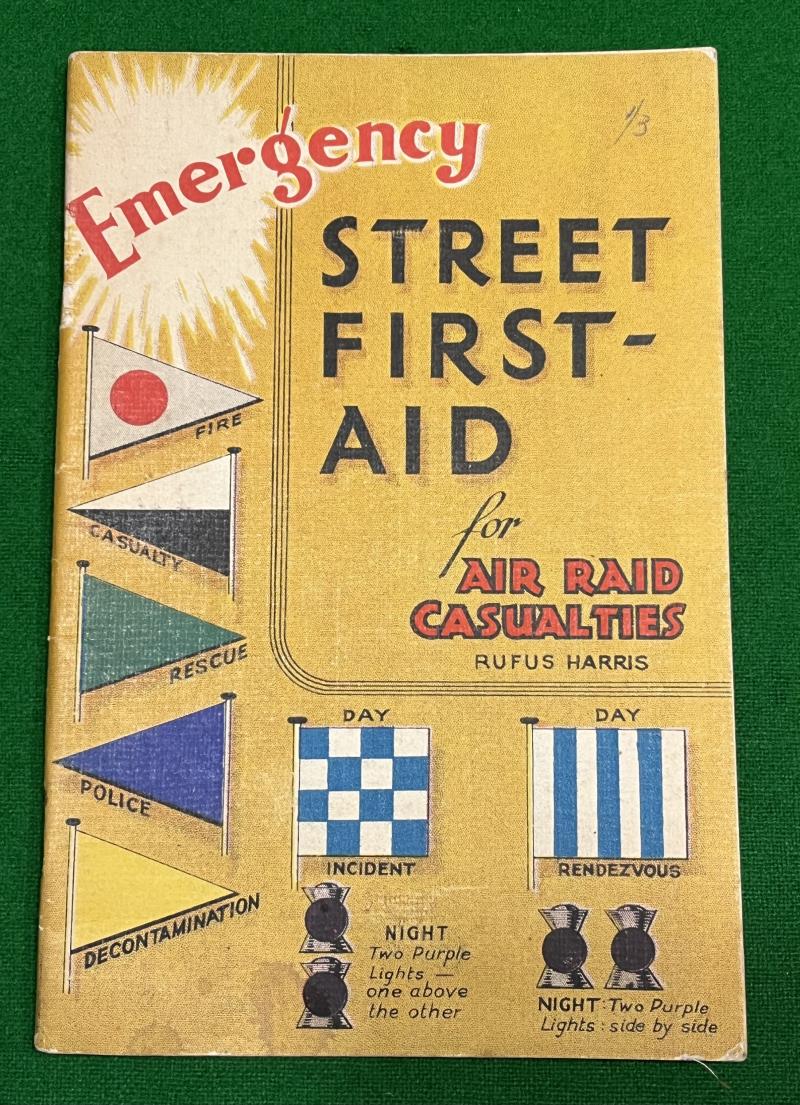 1/3
Emergency
STREET
FIRST-
AID
for
AIR RAID
CASUALTIES
RUFUS HARRIS
FIRE
CASUALTY
RESCUE
POLICE
DECONTAMINATION
DAY
INCIDENT
NIGHT
Two Purple
Lights —
one above
the other
DAY
RENDEZVOUS
NIGHT: Two Purple
Lights: side by side